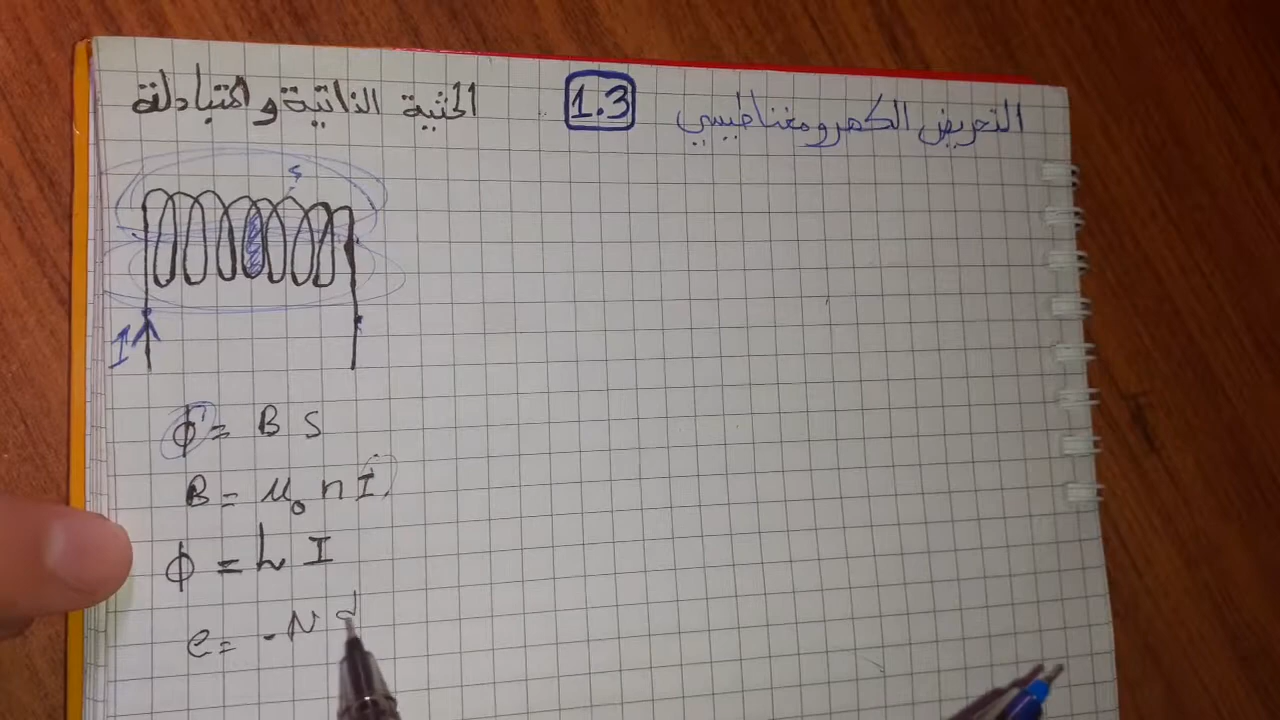 التحريض الكهرومغناطيسي
1.3
الحثية الذاتية والمتبادلة
S
I
ϕ = B S
B = μ₀ n I
ϕ = L I
e = - N d